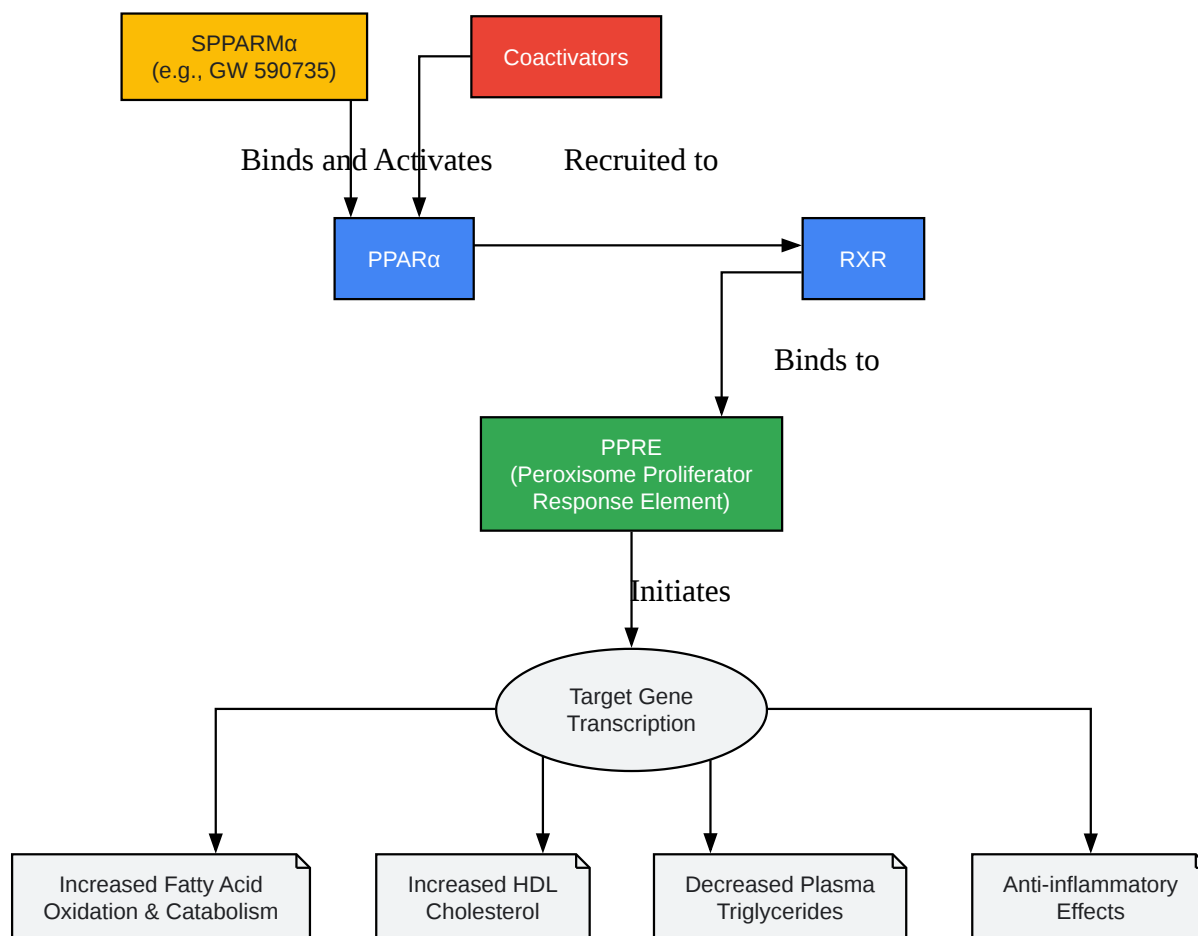 SPPARMα
(e.g., GW 590735)
Coactivators
Binds and Activates
Recruited to
PPARα
RXR
Binds to
PPRE
(Peroxisome Proliferator
Response Element)
Initiates
Target Gene
Transcription
Increased Fatty Acid
Oxidation & Catabolism
Increased HDL
Cholesterol
Decreased Plasma
Triglycerides
Anti-inflammatory
Effects